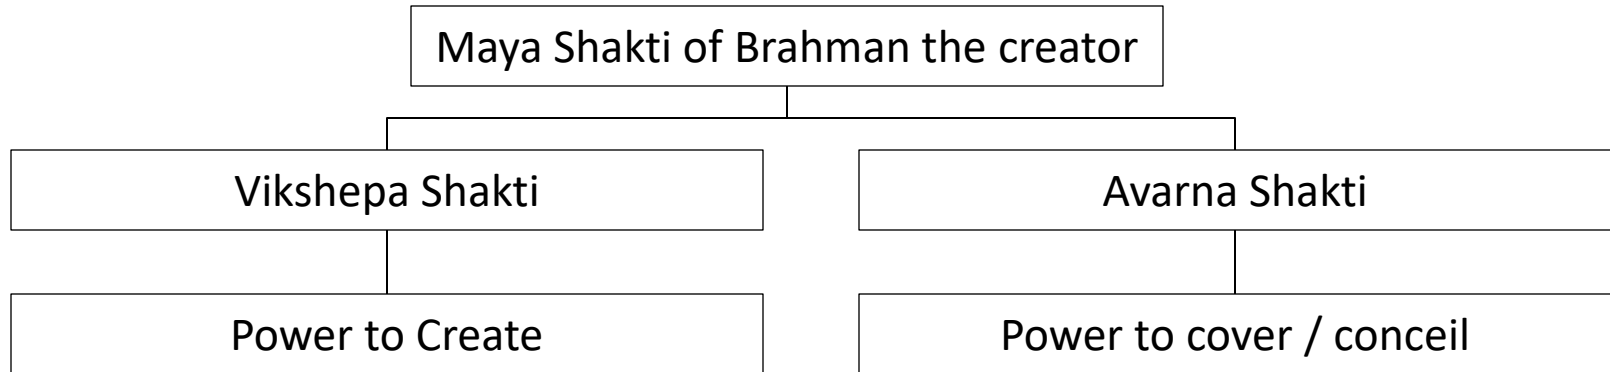 Maya Shakti of Brahman the creator
Vikshepa Shakti
Avarna Shakti
Power to Create
Power to cover / conceil